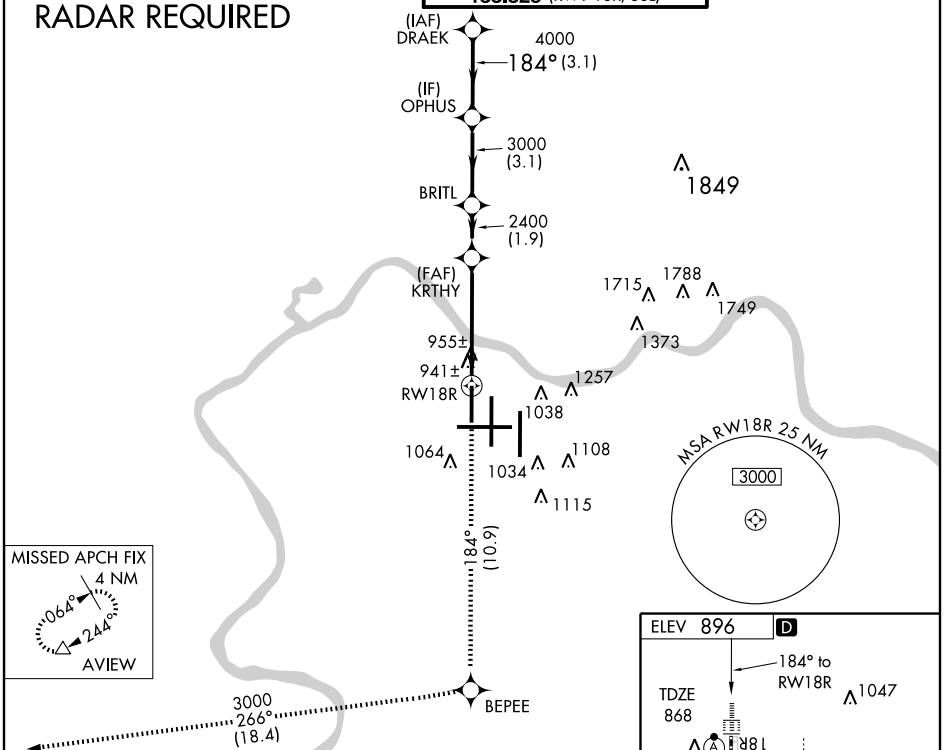 RADAR REQUIRED
(IAF)
DRAEK
4000
184° (3.1)
(IF)
OPHUS
3000
(3.1)
BRITL
1849
2400
(1.9)
(FAF)
KRTHY
1715
1788
1749
1373
955±
941±
RW18R
1257
1038
1064
1034
1108
1115
MSA RW18R 25 NM
3000
184°
(10.9)
MISSED APCH FIX
4 NM
064°
244°
AVIEW
ELEV 896
D
184° to
RW18R
TDZE
868
1047
A
18R
BEPEE
3000
266°
(18.4)